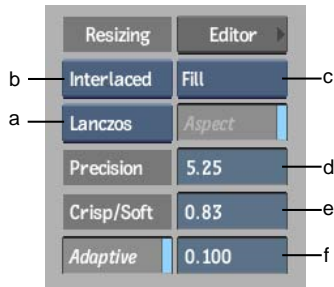 Resizing Editor
b Interlaced Fill c
a Lanczos Aspect
Precision 5.25 d
Crisp/Soft 0.83 e
Adaptive 0.100 f